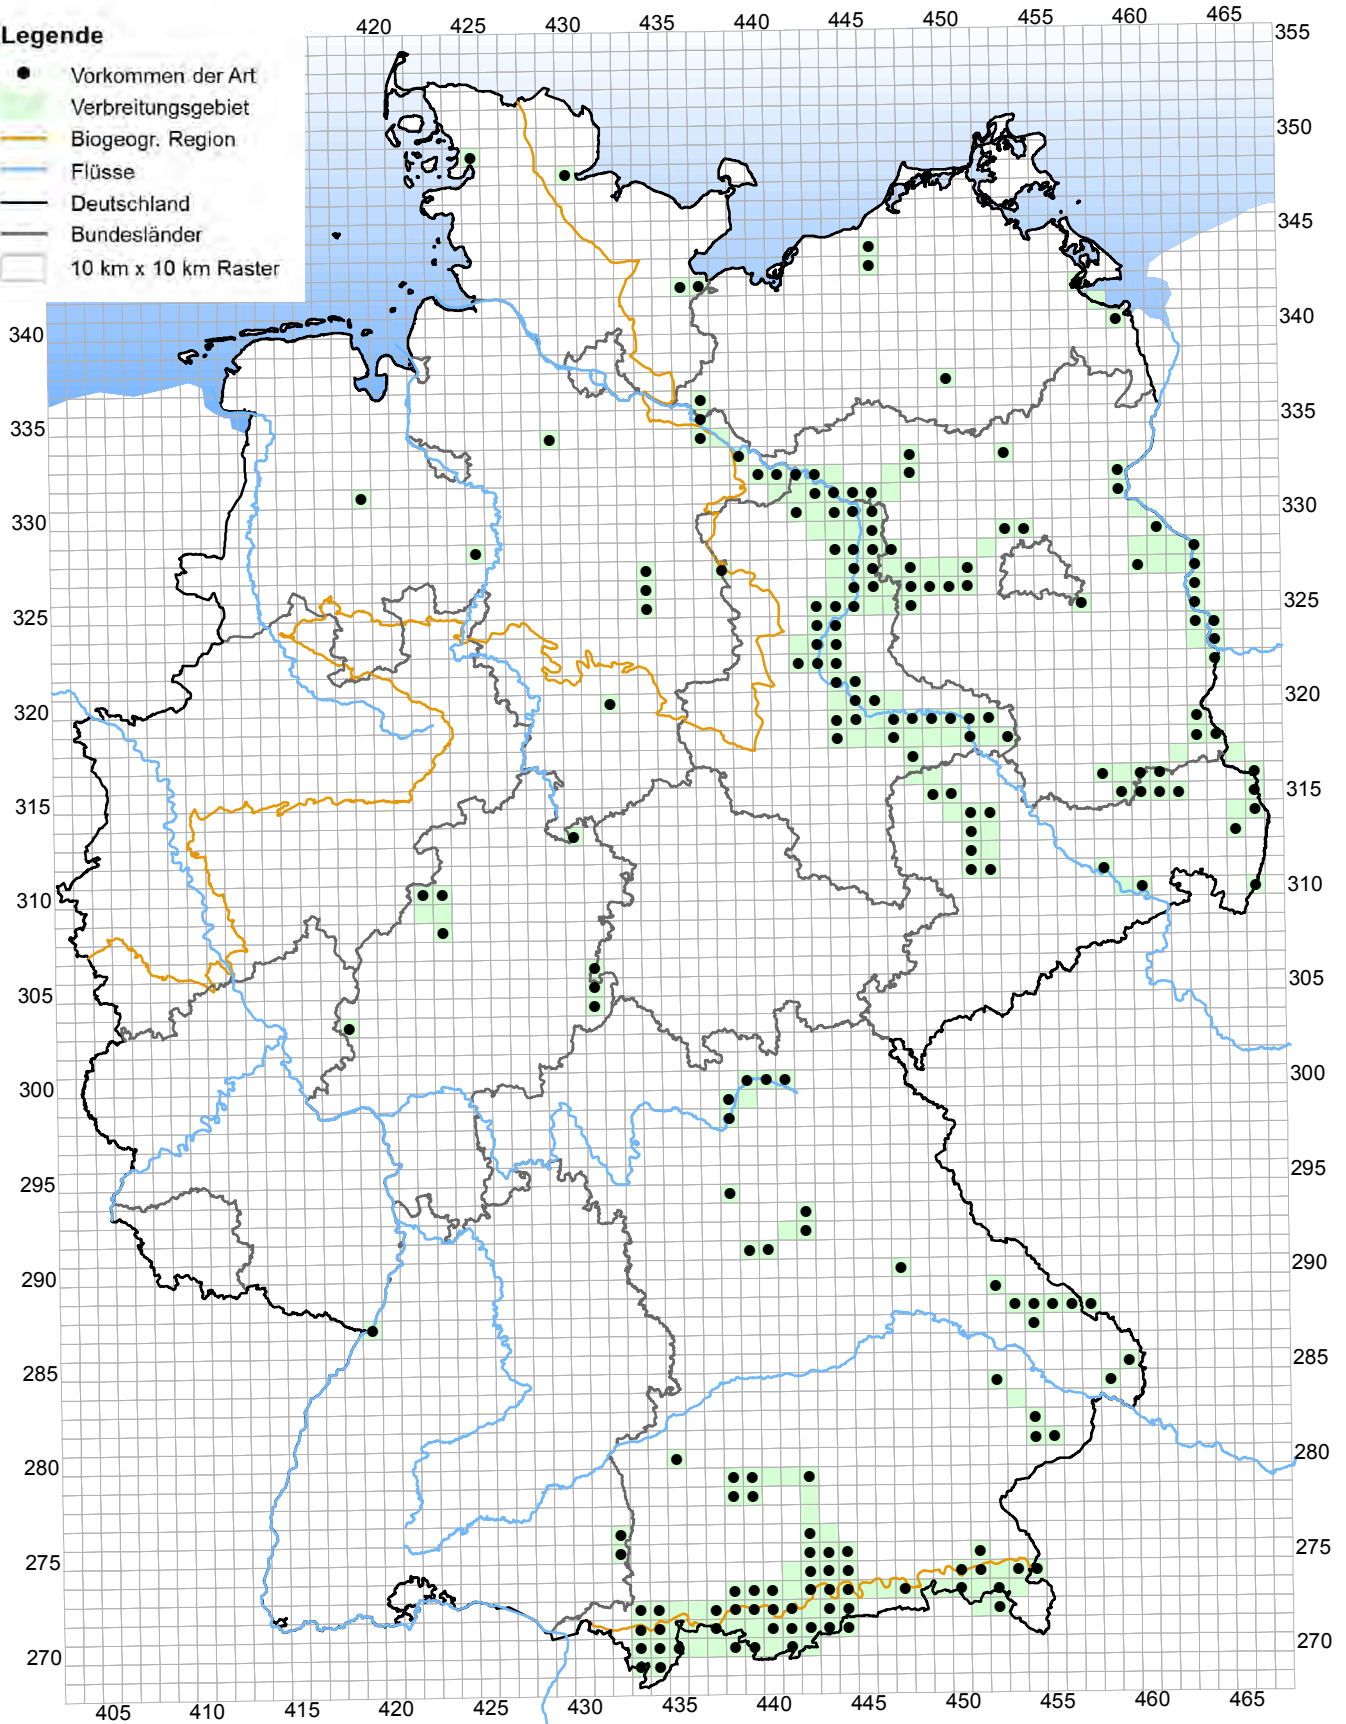 420 425 430 435 440 445 450 455 460 465
355
Legende
Vorkommen der Art
Verbreitungsgebiet
Biogeogr. Region
Flüsse
Deutschland
Bundesländer
10 km x 10 km Raster
350
345
340 340
335 335
330 330
325 325
320 320
315 315
310 310
305 305
300 300
295 295
290 290
285 285
280 280
275 275
270 270
405 410 415 420 425 430 435 440 445 450 455 460 465